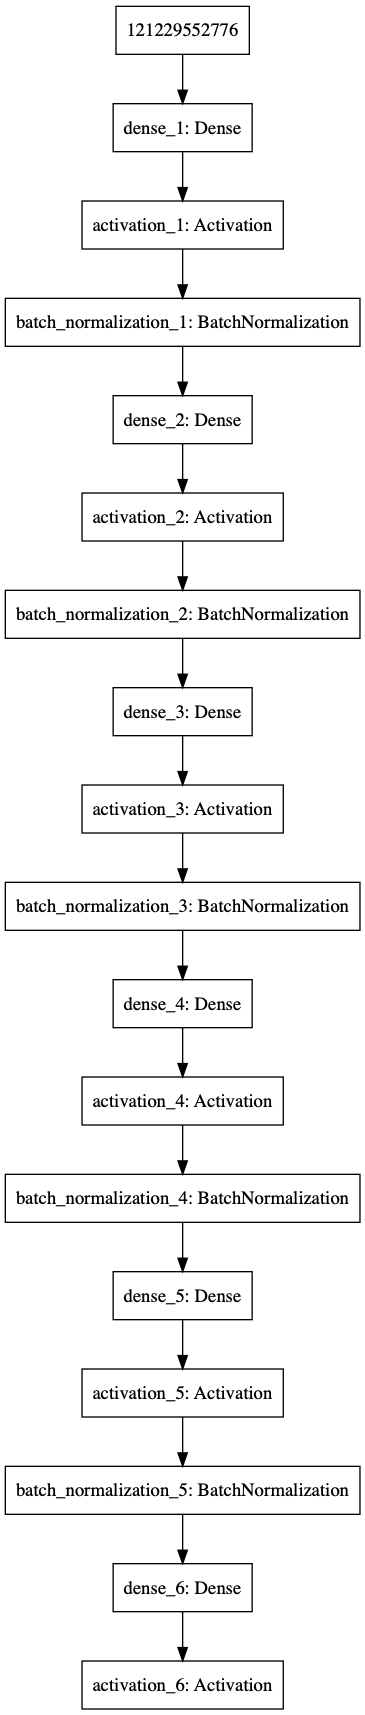 121229552776
dense_1: Dense
activation_1: Activation
batch_normalization_1: BatchNormalization
dense_2: Dense
activation_2: Activation
batch_normalization_2: BatchNormalization
dense_3: Dense
activation_3: Activation
batch_normalization_3: BatchNormalization
dense_4: Dense
activation_4: Activation
batch_normalization_4: BatchNormalization
dense_5: Dense
activation_5: Activation
batch_normalization_5: BatchNormalization
dense_6: Dense
activation_6: Activation